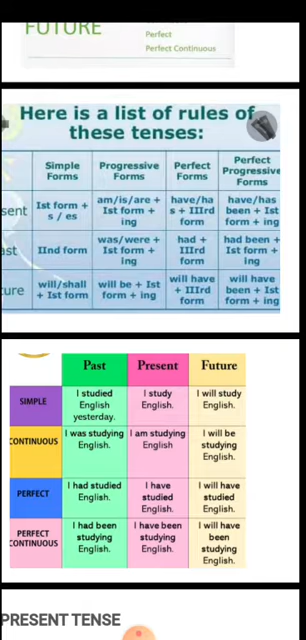 FUTURE
Perfect
Perfect Continuous
Here is a list of rules of
these tenses:
Simple
Forms
Progressive
Forms
Perfect
Forms
Perfect
Progressive
Forms
sent
Ist form +
s / es
am/is/are +
Ist form +
ing
have/ha
s + IIIrd
form
have/has
been + Ist
form + ing
ast
IInd form
was/were +
Ist form +
ing
had +
IIIrd
form
had been +
Ist form +
ing
ture
will/shall
+ Ist form
will be + Ist
form + ing
will have
+ IIIrd
form
will have
been + Ist
form + ing
Past
Present
Future
SIMPLE
I studied
English
yesterday.
I study
English.
I will study
English.
CONTINUOUS
I was studying
English.
I am studying
English.
I will be
studying
English.
PERFECT
I had studied
English.
I have
studied
English.
I will have
studied
English.
PERFECT
CONTINUOUS
I had been
studying
English.
I have been
studying
English.
I will have
been
studying
English.
PRESENT TENSE